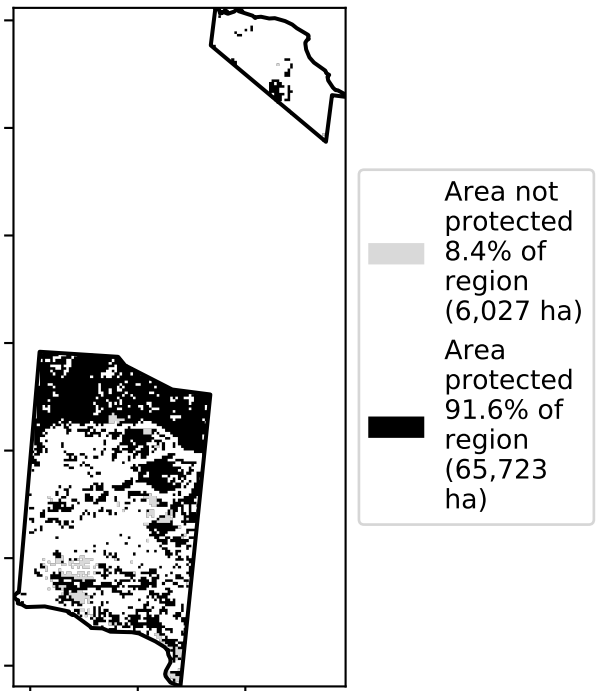 Area not
protected
8.4% of
region
(6,027 ha)
Area
protected
91.6% of
region
(65,723
ha)